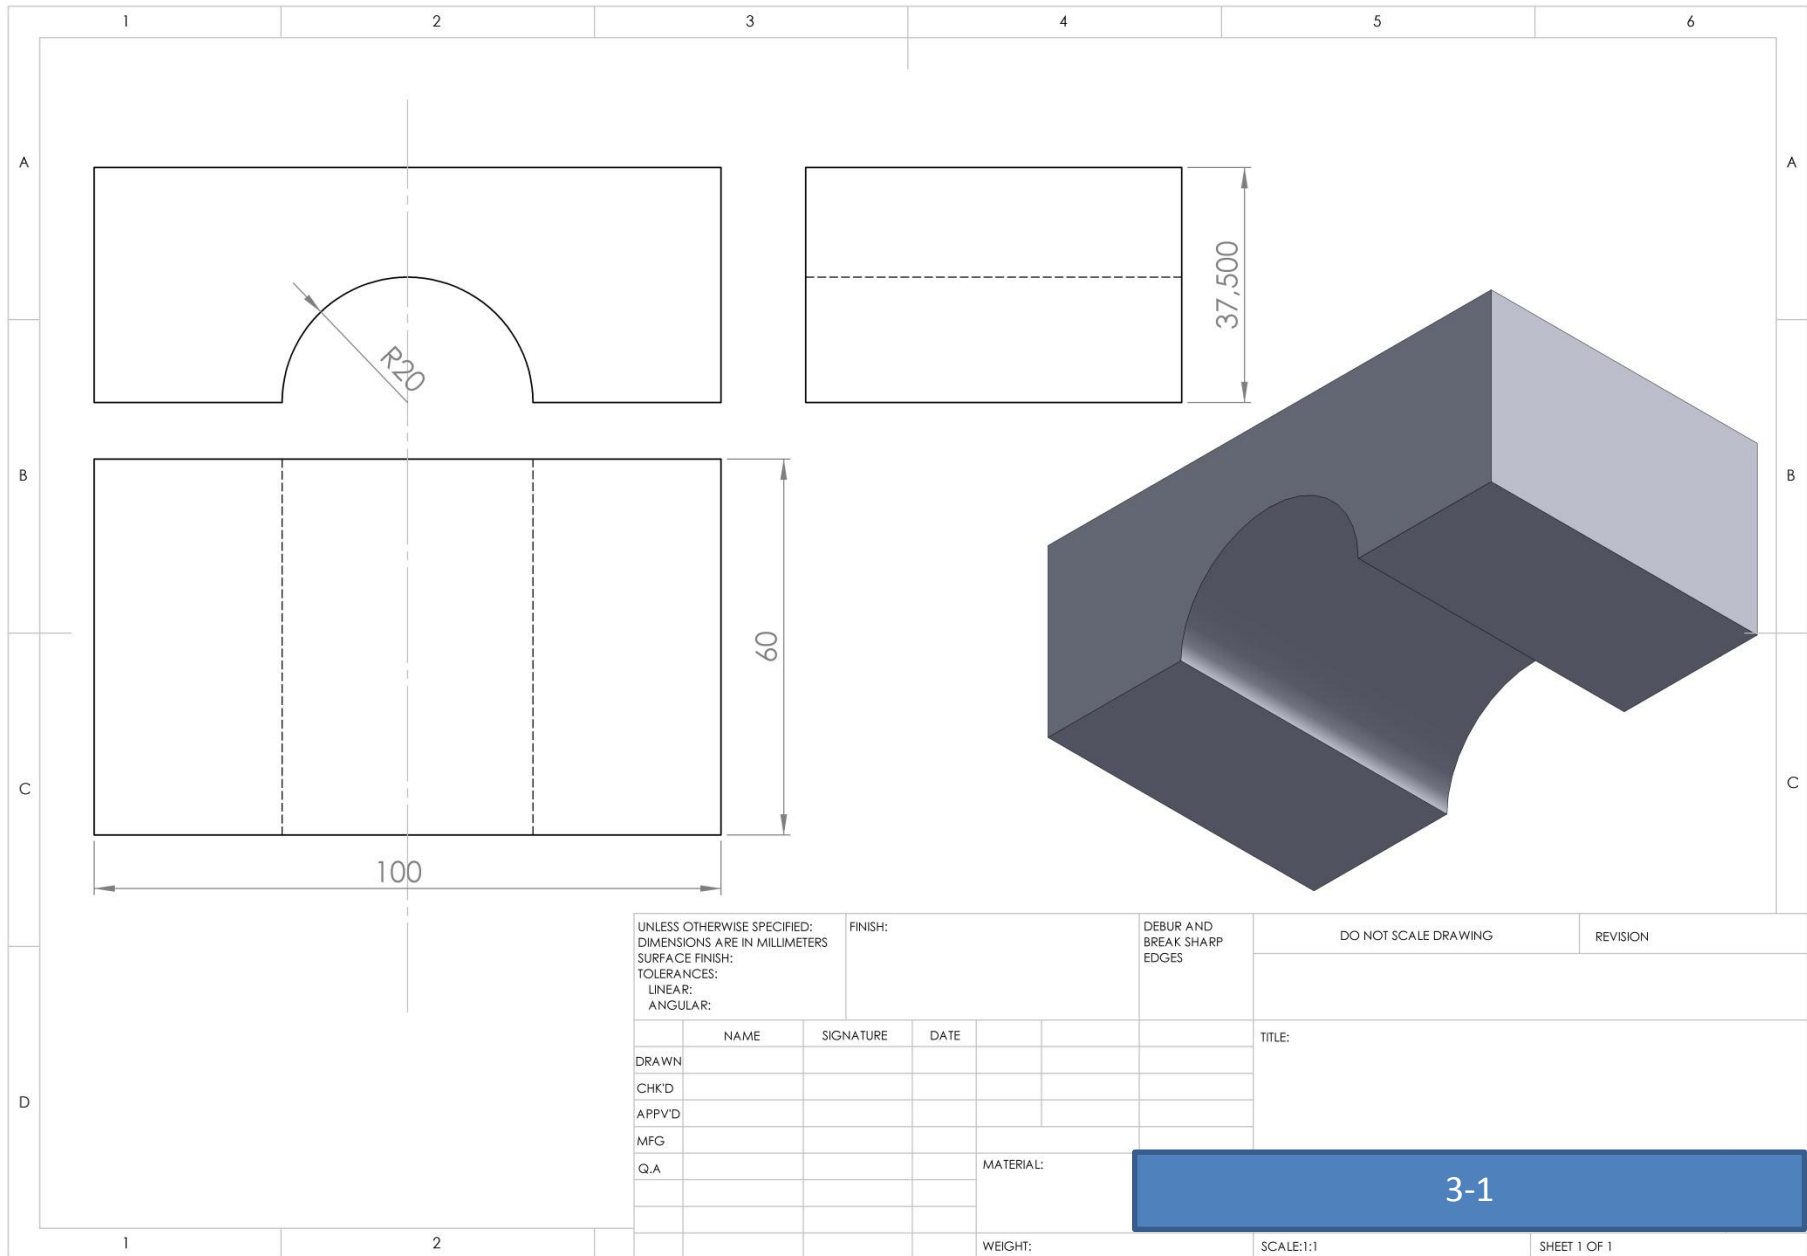 1 2 3 4 5 6
A A
37,500
R20
B B
60
C C
100
UNLESS OTHERWISE SPECIFIED:
DIMENSIONS ARE IN MILLIMETERS
SURFACE FINISH:
TOLERANCES:
LINEAR:
ANGULAR:
FINISH:
DEBUR AND
BREAK SHARP
EDGES
DO NOT SCALE DRAWING
REVISION
NAME SIGNATURE DATE
TITLE:
DRAWN
CHK'D
APPV'D
MFG
Q.A
D
MATERIAL:
3-1
WEIGHT:
SCALE:1:1
SHEET 1 OF 1
1 2